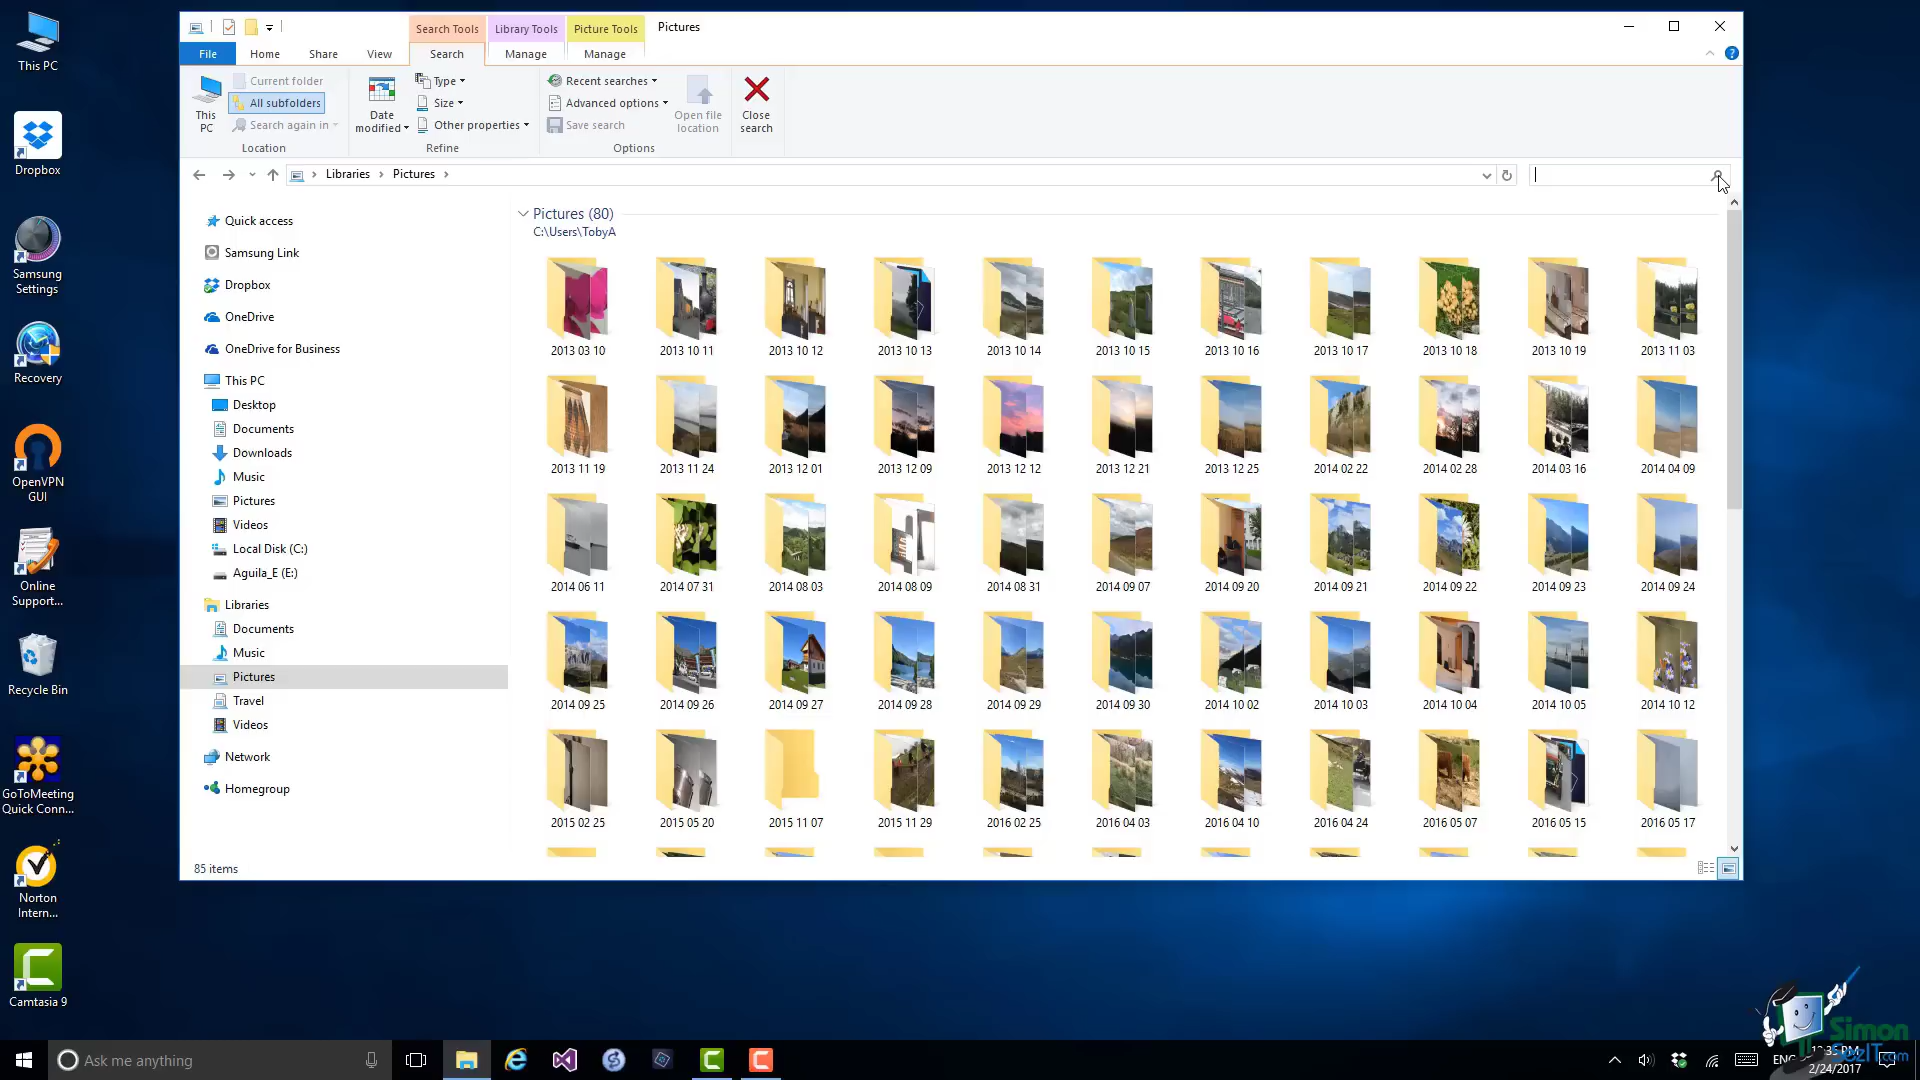 This PC
Dropbox
Samsung
Settings
Recovery
OpenVPN
GUI
Online
Support...
Recycle Bin
GoToMeeting
Quick Conn...
Norton
Intern...
Camtasia 9
Search Tools
Library Tools
Picture Tools
Pictures
File
Home
Share
View
Search
Manage
Manage
This
PC
Current folder
All subfolders
Search again in
Location
Date
modified
Type
Size
Other properties
Refine
Recent searches
Advanced options
Save search
Open file
location
Options
Close
search
Libraries
Pictures
Quick access
Samsung Link
Dropbox
OneDrive
OneDrive for Business
This PC
Desktop
Documents
Downloads
Music
Pictures
Videos
Local Disk (C:)
Aguila_E (E:)
Libraries
Documents
Music
Pictures
Travel
Videos
Network
Homegroup
Pictures (80)
C:\Users\TobyA
2013 03 10 2013 10 11 2013 10 12 2013 10 13 2013 10 14 2013 10 15 2013 10 16 2013 10 17 2013 10 18 2013 10 19 2013 11 03
2013 11 19 2013 11 24 2013 12 01 2013 12 09 2013 12 12 2013 12 21 2013 12 25 2014 02 22 2014 02 28 2014 03 16 2014 04 09
2014 06 11 2014 07 31 2014 08 03 2014 08 09 2014 08 31 2014 09 07 2014 09 20 2014 09 21 2014 09 22 2014 09 23 2014 09 24
2014 09 25 2014 09 26 2014 09 27 2014 09 28 2014 09 29 2014 09 30 2014 10 02 2014 10 03 2014 10 04 2014 10 05 2014 10 12
2015 02 25 2015 05 20 2015 11 07 2015 11 29 2016 02 25 2016 04 03 2016 04 10 2016 04 24 2016 05 07 2016 05 15 2016 05 17
85 items
Ask me anything
ENG
2/24/2017
Simon
SezIT.com